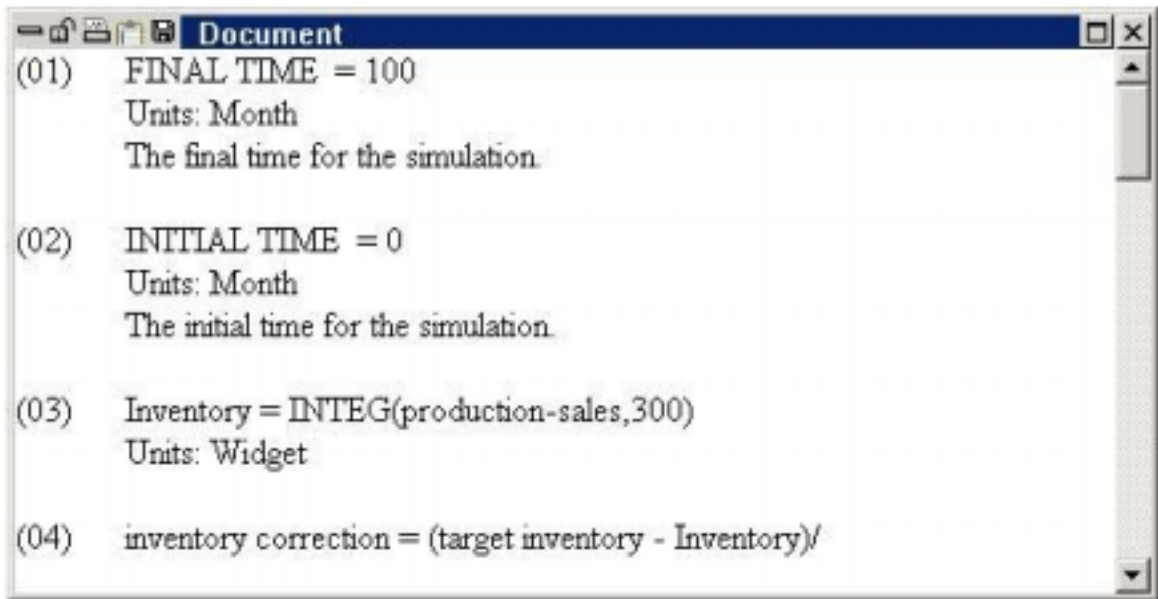 Document
(01) FINAL TIME = 100
Units: Month
The final time for the simulation.
(02) INITIAL TIME = 0
Units: Month
The initial time for the simulation.
(03) Inventory = INTEG(production-sales,300)
Units: Widget
(04) inventory correction = (target inventory - Inventory)/